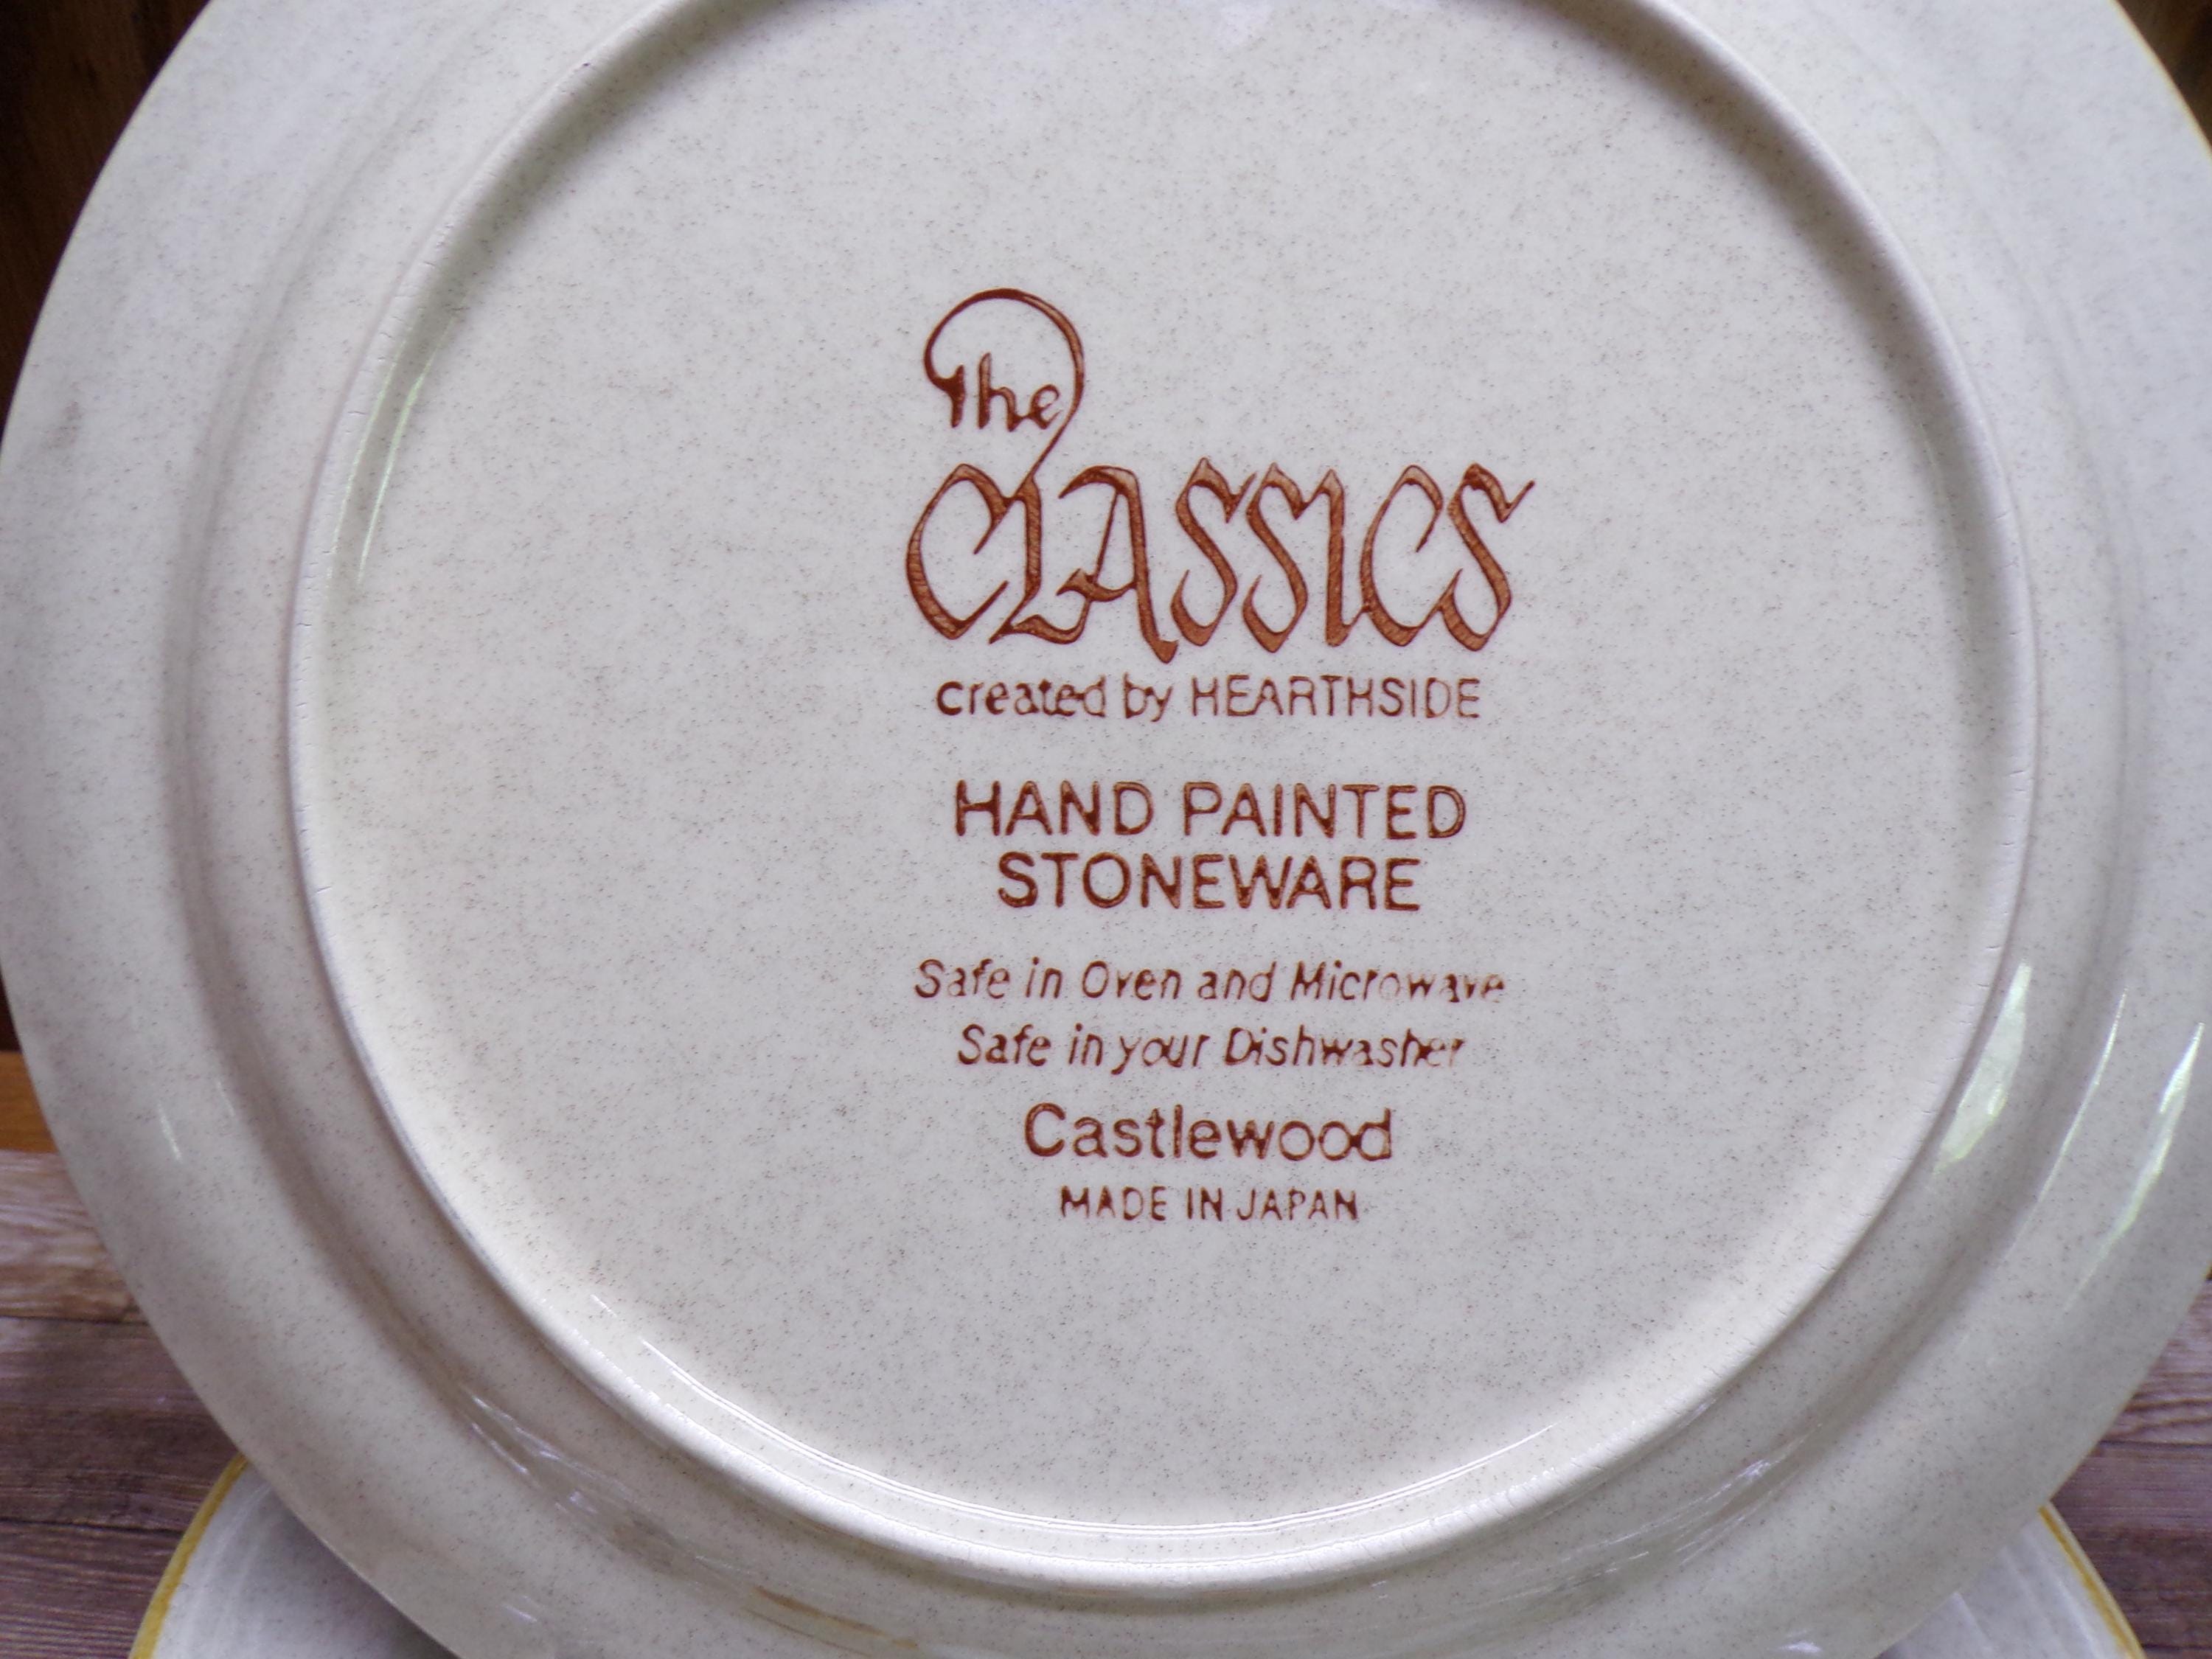 The
CLASSICS
created by HEARTHSIDE
HAND PAINTED
STONEWARE
Safe in Oven and Microwave
Safe in your Dishwasher
Castlewood
MADE IN JAPAN